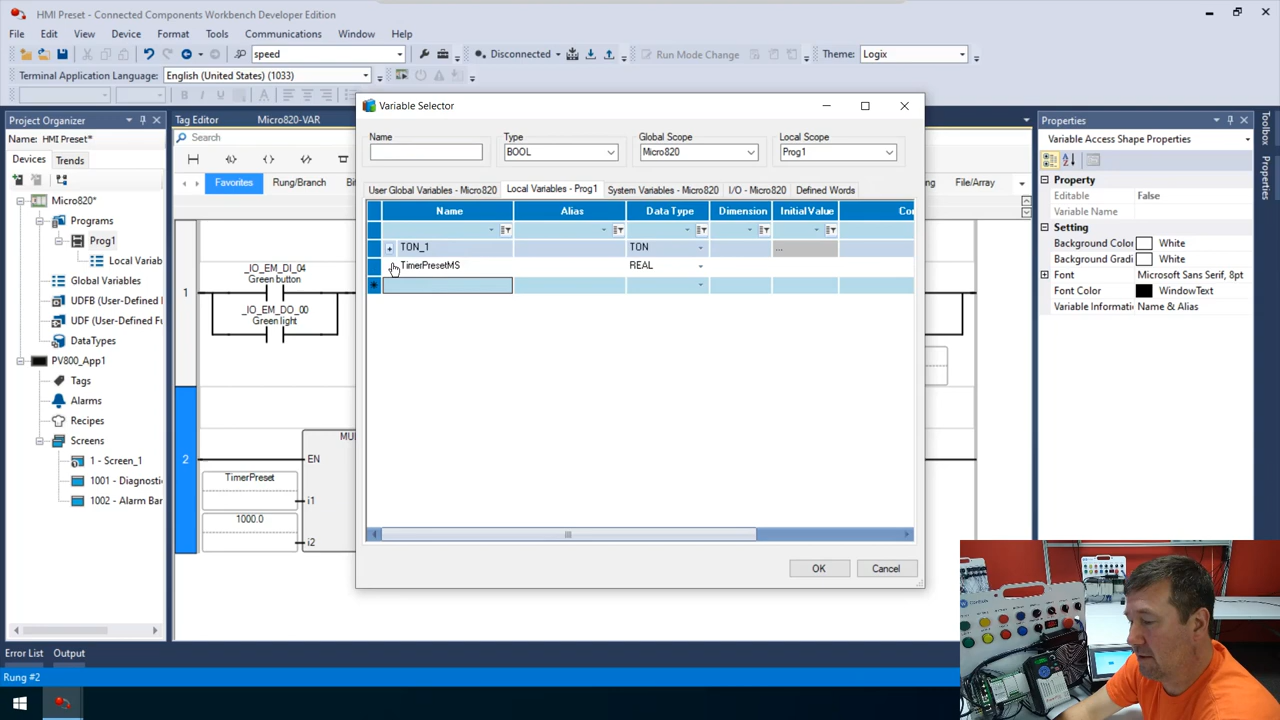 HMI Preset - Connected Components Workbench Developer Edition
File Edit View Device Format Tools Communications Window Help
speed Disconnected Run Mode Change Theme: Logix
Terminal Application Language: English (United States) (1033)
Project Organizer
Name: HMI Preset*
Devices Trends
Micro820*
Programs
Prog1
Local Variab
Global Variables
UDFB (User-Defined F
UDF (User-Defined Fu
DataTypes
PV800_App1
Tags
Alarms
Recipes
Screens
1 - Screen_1
1001 - Diagnostic
1002 - Alarm Ban
Tag Editor Micro820-VAR
Search
Favorites Rung/Branch
File/Array
1
_IO_EM_DI_04
Green button
_IO_EM_DO_00
Green light
2
MU
EN
TimerPreset
i1
1000.0
i2
Variable Selector
Name Type Global Scope Local Scope
BOOL Micro820 Prog1
User Global Variables - Micro820 Local Variables - Prog1 System Variables - Micro820 I/O - Micro820 Defined Words
Name Alias Data Type Dimension Initial Value
TON_1 TON ...
TimerPresetMS REAL
OK Cancel
Properties
Variable Access Shape Properties
Property
Editable False
Variable Name
Setting
Background Color White
Background Gradi White
Font Microsoft Sans Serif, 8pt
Font Color WindowText
Variable Informati Name & Alias
Toolbox
Properties
Error List Output
Rung #2